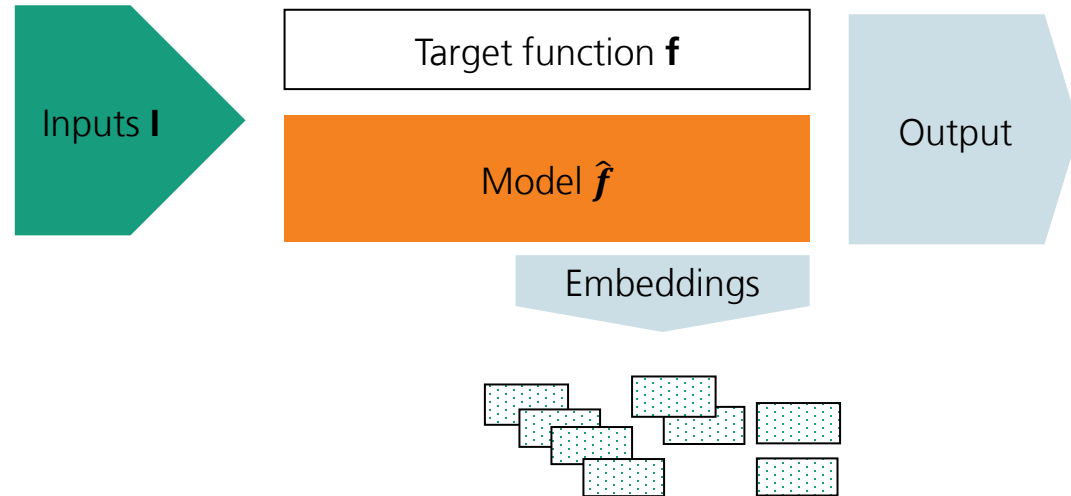 Target function f
Inputs I
Model f̂
Output
Embeddings